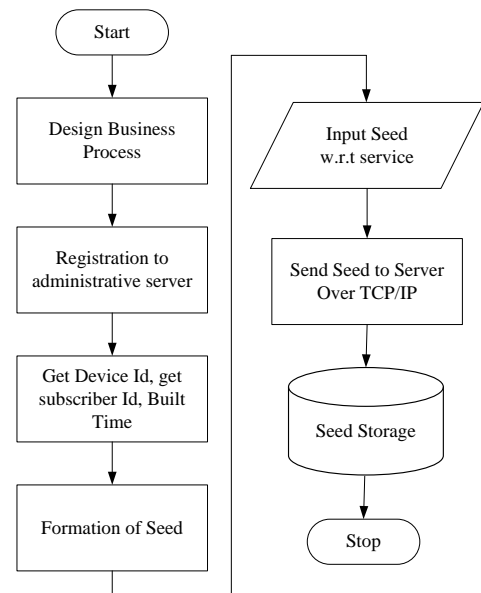 Start
Design Business
Process
Registration to
administrative server
Get Device Id, get
subscriber Id, Built
Time
Formation of Seed
Input Seed
w.r.t service
Send Seed to Server
Over TCP/IP
Seed Storage
Stop